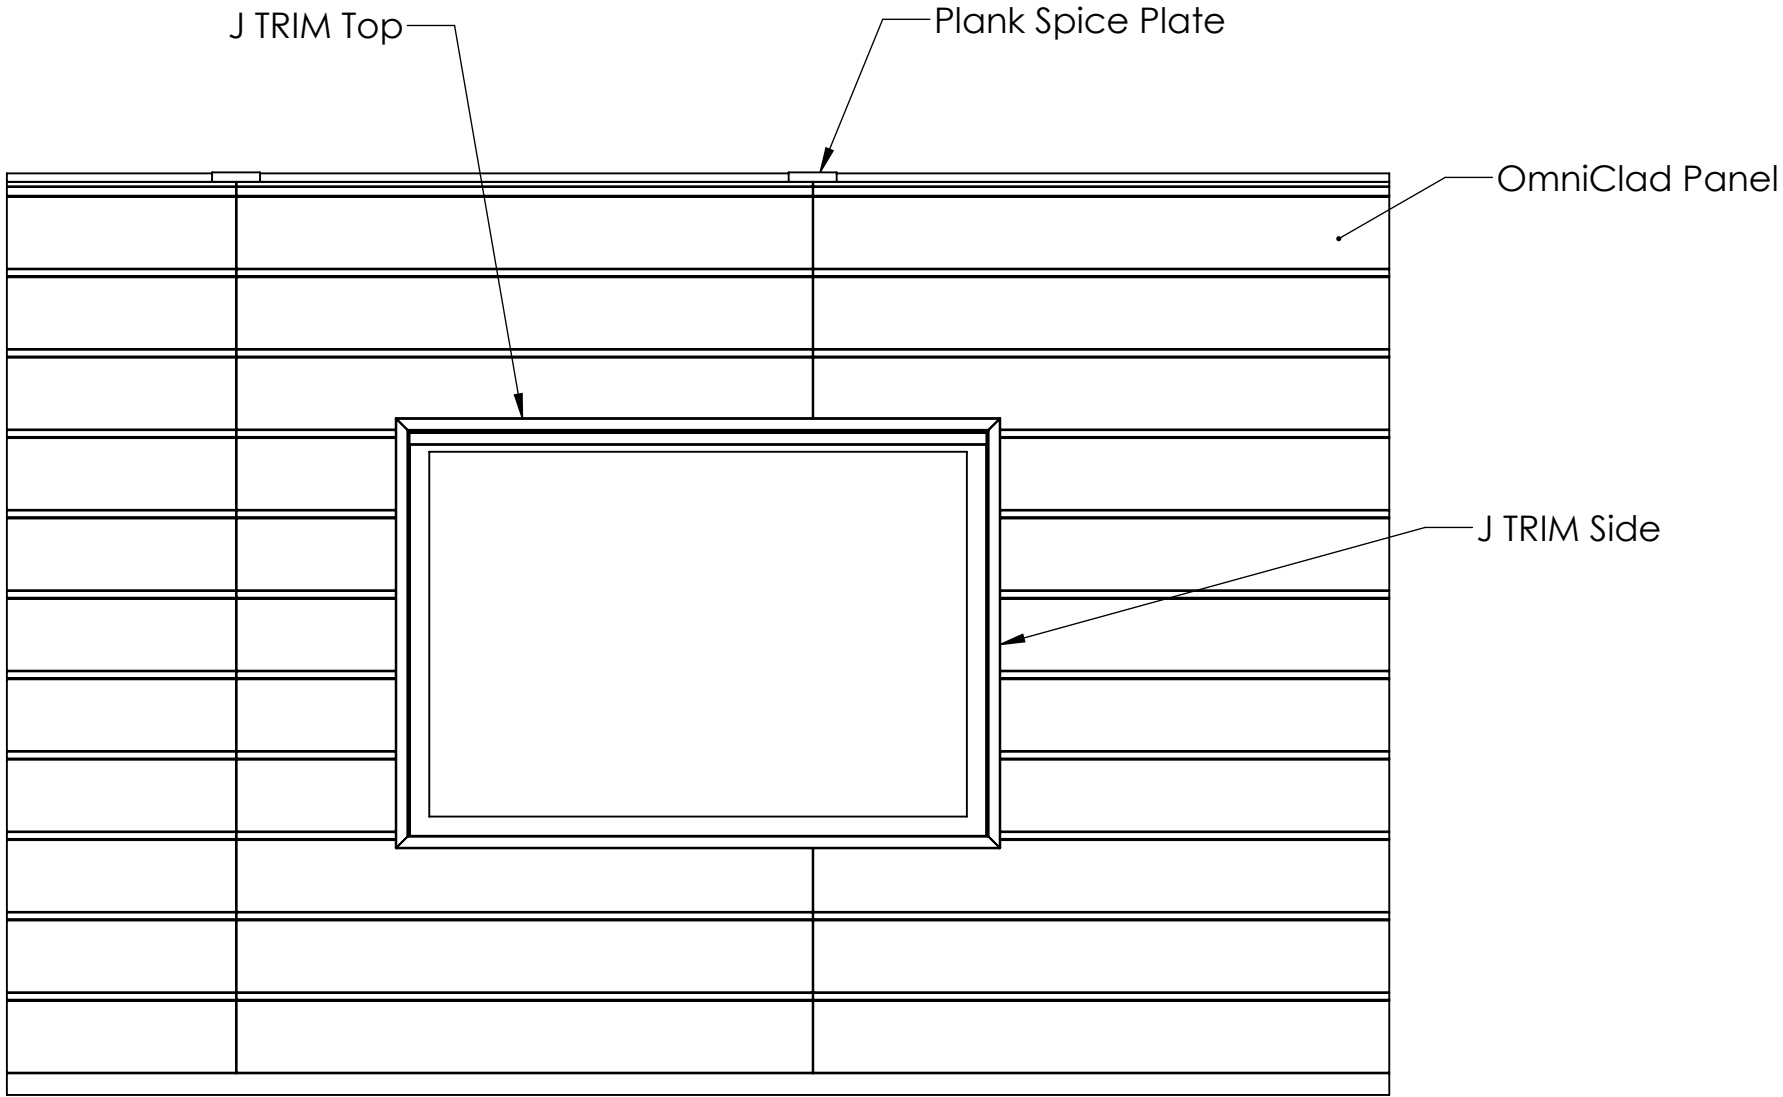 J TRIM Top
Plank Spice Plate
OmniClad Panel
J TRIM Side